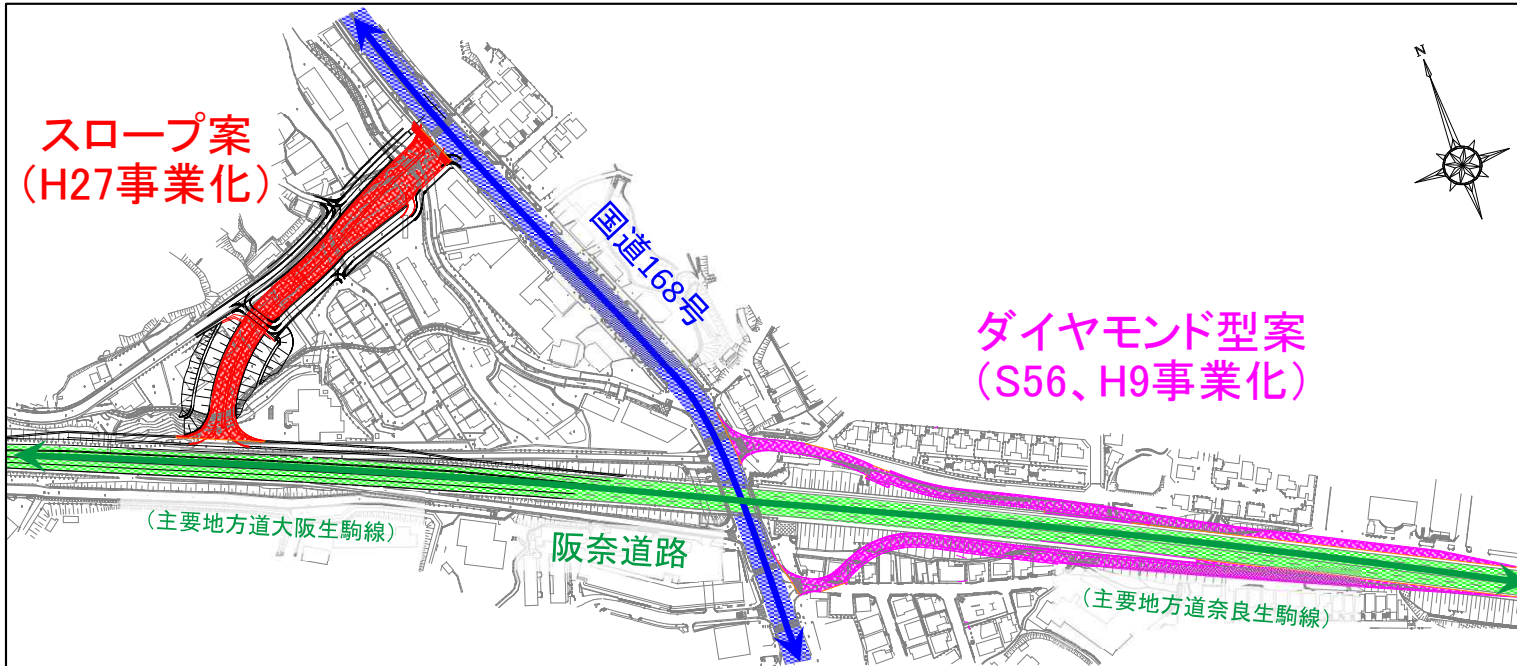 スロープ案
（H27事業化）
N
国道168号
ダイヤモンド型案
（S56、H9事業化）
（主要地方道大阪生駒線）
阪奈道路
（主要地方道奈良生駒線）